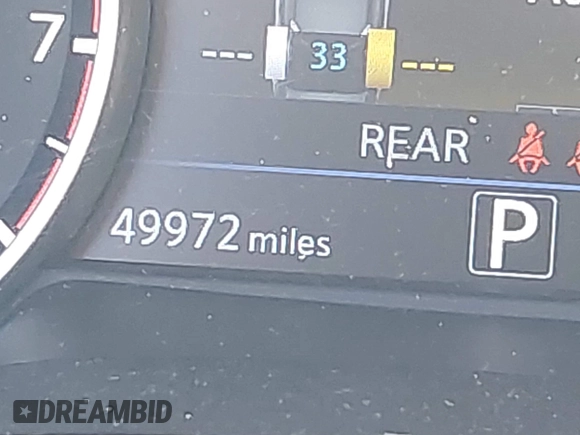 7
--- 33 ---
REAR
49972 miles P
DREAMBID